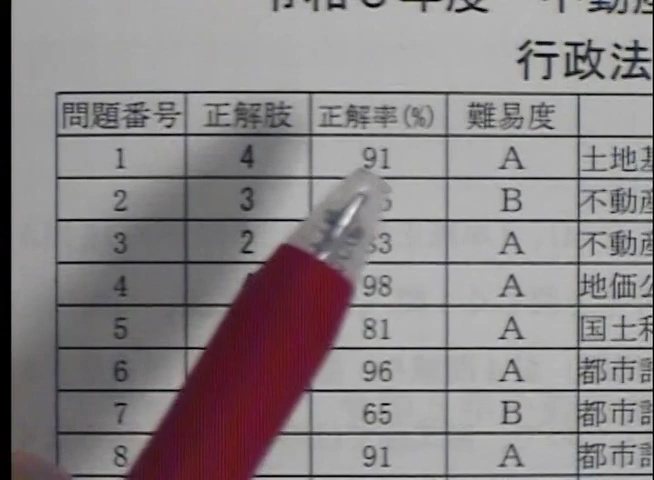 行政法
問題番号 正解肢 正解率(%) 難易度
1 4 91 A 土地
2 3 B 不動産
3 2 83 A 不動産
4 98 A 地価公
5 81 A 国土利
6 96 A 都市計
7 65 B 都市計
8 91 A 都市計